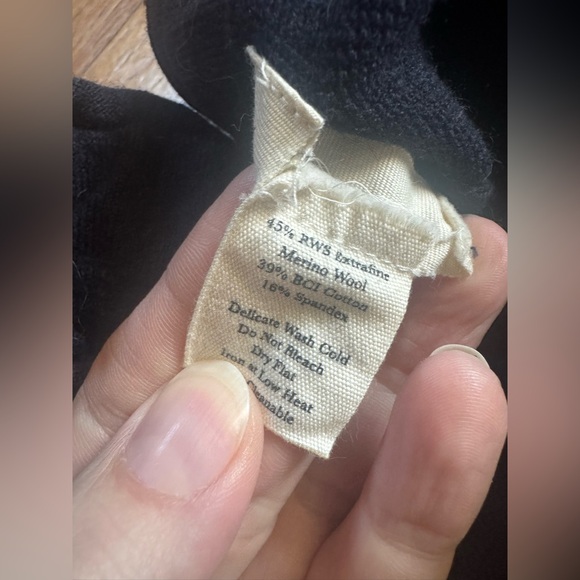 45% RWS Extrafine
Merino Wool
39% BCI Cotton
16% Spandex
Delicate Wash Cold
Do Not Bleach
Dry Flat
Iron at Low Heat
Cleanable